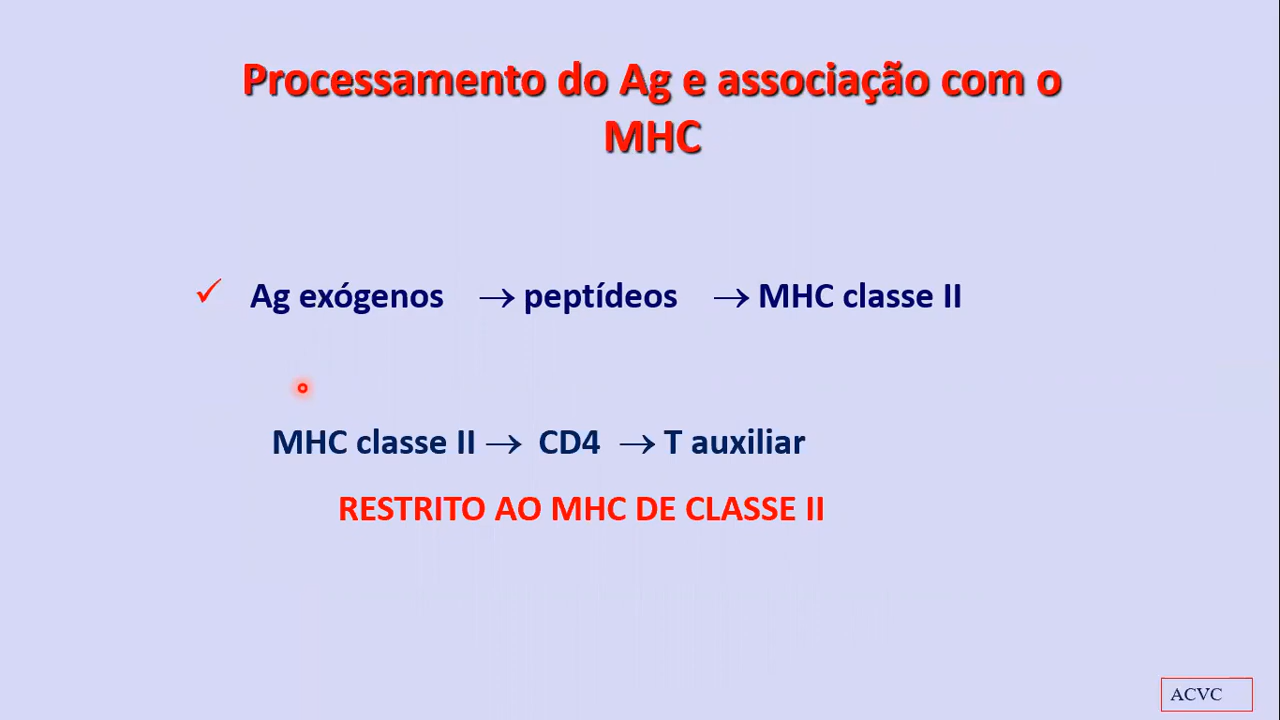 Processamento do Ag e associação com o
MHC
✓ Ag exógenos → peptídeos → MHC classe II
MHC classe II → CD4 → T auxiliar
RESTRITO AO MHC DE CLASSE II
ACVC